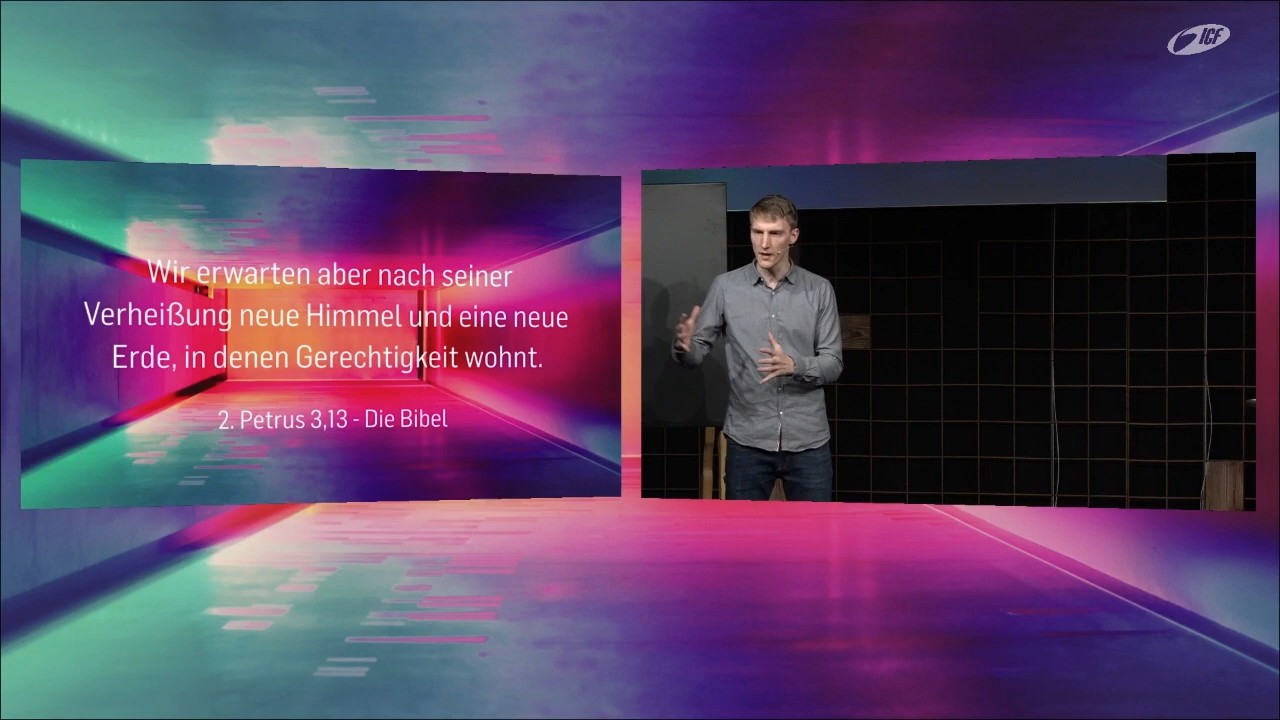 ICF
Wir erwarten aber nach seiner
Verheißung neue Himmel und eine neue
Erde, in denen Gerechtigkeit wohnt.
2. Petrus 3,13 - Die Bibel